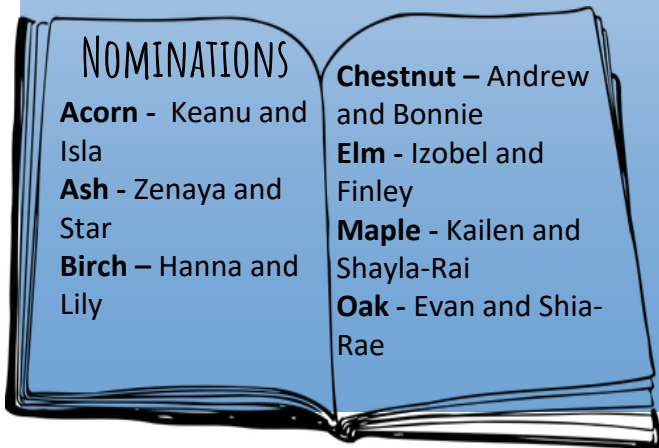 NOMINATIONS
Acorn - Keanu and
Isla
Ash - Zenaya and
Star
Birch – Hanna and
Lily
Chestnut – Andrew
and Bonnie
Elm - Izobel and
Finley
Maple - Kailen and
Shayla-Rai
Oak - Evan and Shia-
Rae